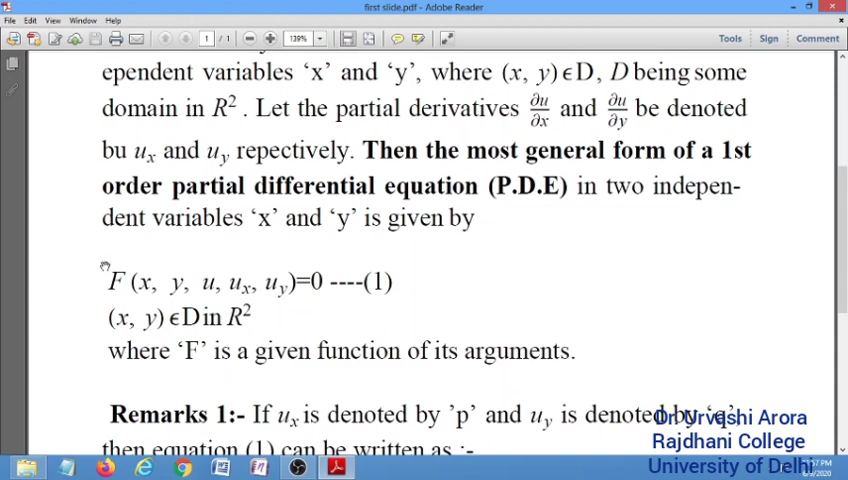 first slide.pdf - Adobe Reader
File Edit View Window Help
1 / 1 139% Tools Sign Comment
ependent variables ‘x’ and ‘y’, where (x, y)ϵD, D being some
domain in R² . Let the partial derivatives ∂u/∂x and ∂u/∂y be denoted
bu uₓ and u_y repectively. Then the most general form of a 1st
order partial differential equation (P.D.E) in two indepen-
dent variables ‘x’ and ‘y’ is given by
F (x, y, u, uₓ, u_y)=0 ----(1)
(x, y) ϵD in R²
where ‘F’ is a given function of its arguments.
Remarks 1:- If uₓ is denoted by ’p’ and u_y is denoted by ‘q’
then equation (1) can be written as :-
Dr. Urvashi Arora
Rajdhani College
University of Delhi